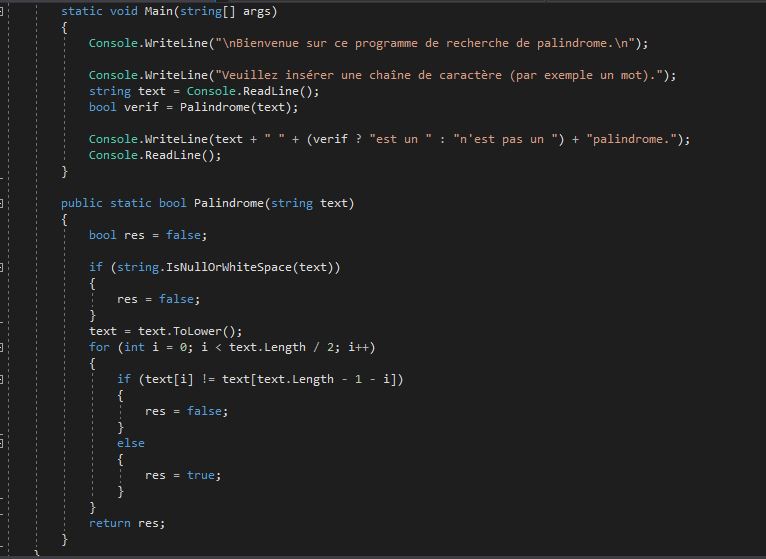 static void Main(string[] args)
{
Console.WriteLine("\nBienvenue sur ce programme de recherche de palindrome.\n");
Console.WriteLine("Veuillez insérer une chaîne de caractère (par exemple un mot).");
string text = Console.ReadLine();
bool verif = Palindrome(text);
Console.WriteLine(text + " " + (verif ? "est un " : "n'est pas un ") + "palindrome.");
Console.ReadLine();
}
public static bool Palindrome(string text)
{
bool res = false;
if (string.IsNullOrWhiteSpace(text))
{
res = false;
}
text = text.ToLower();
for (int i = 0; i < text.Length / 2; i++)
{
if (text[i] != text[text.Length - 1 - i])
{
res = false;
}
else
{
res = true;
}
}
return res;
}
}